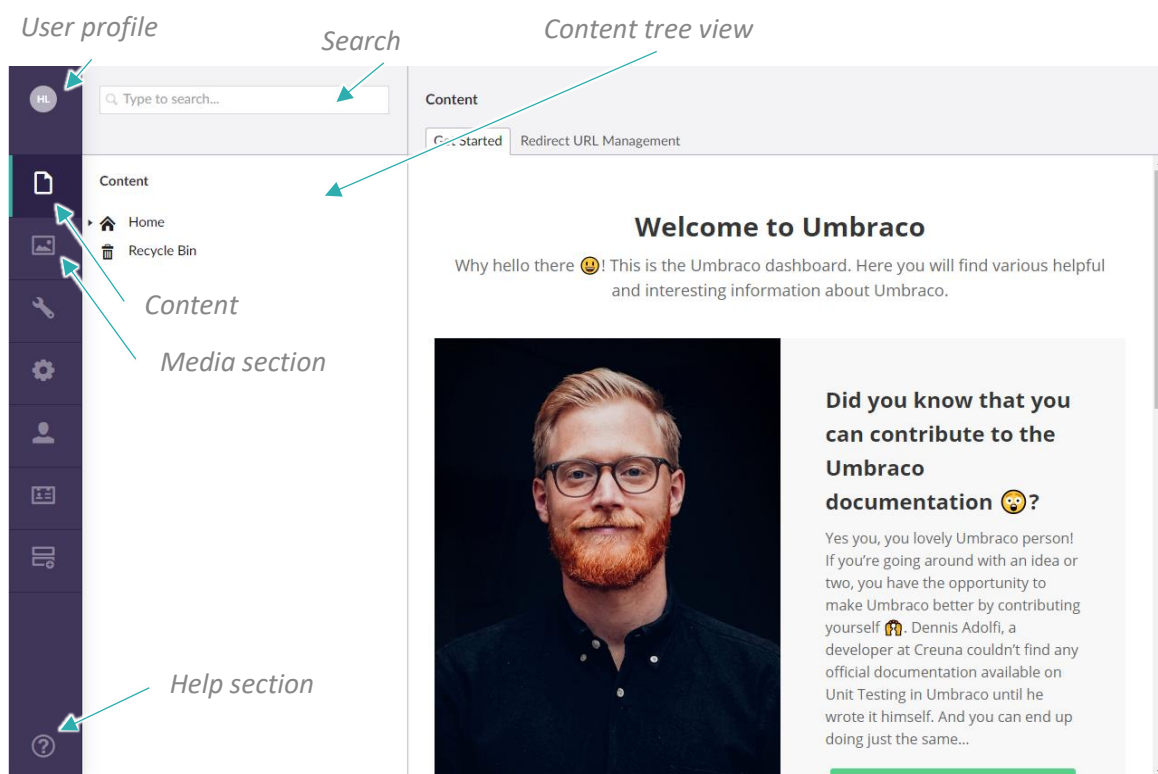 User profile
Search
Content tree view
HL
Type to search...
Content
Get Started
Redirect URL Management
Content
Home
Recycle Bin
Content
Media section
Help section
Welcome to Umbraco
Why hello there 😃! This is the Umbraco dashboard. Here you will find various helpful
and interesting information about Umbraco.
Did you know that you
can contribute to the
Umbraco
documentation 😲?
Yes you, you lovely Umbraco person!
If you’re going around with an idea or
two, you have the opportunity to
make Umbraco better by contributing
yourself 🙌. Dennis Adolfi, a
developer at Creuna couldn’t find any
official documentation available on
Unit Testing in Umbraco until he
wrote it himself. And you can end up
doing just the same...